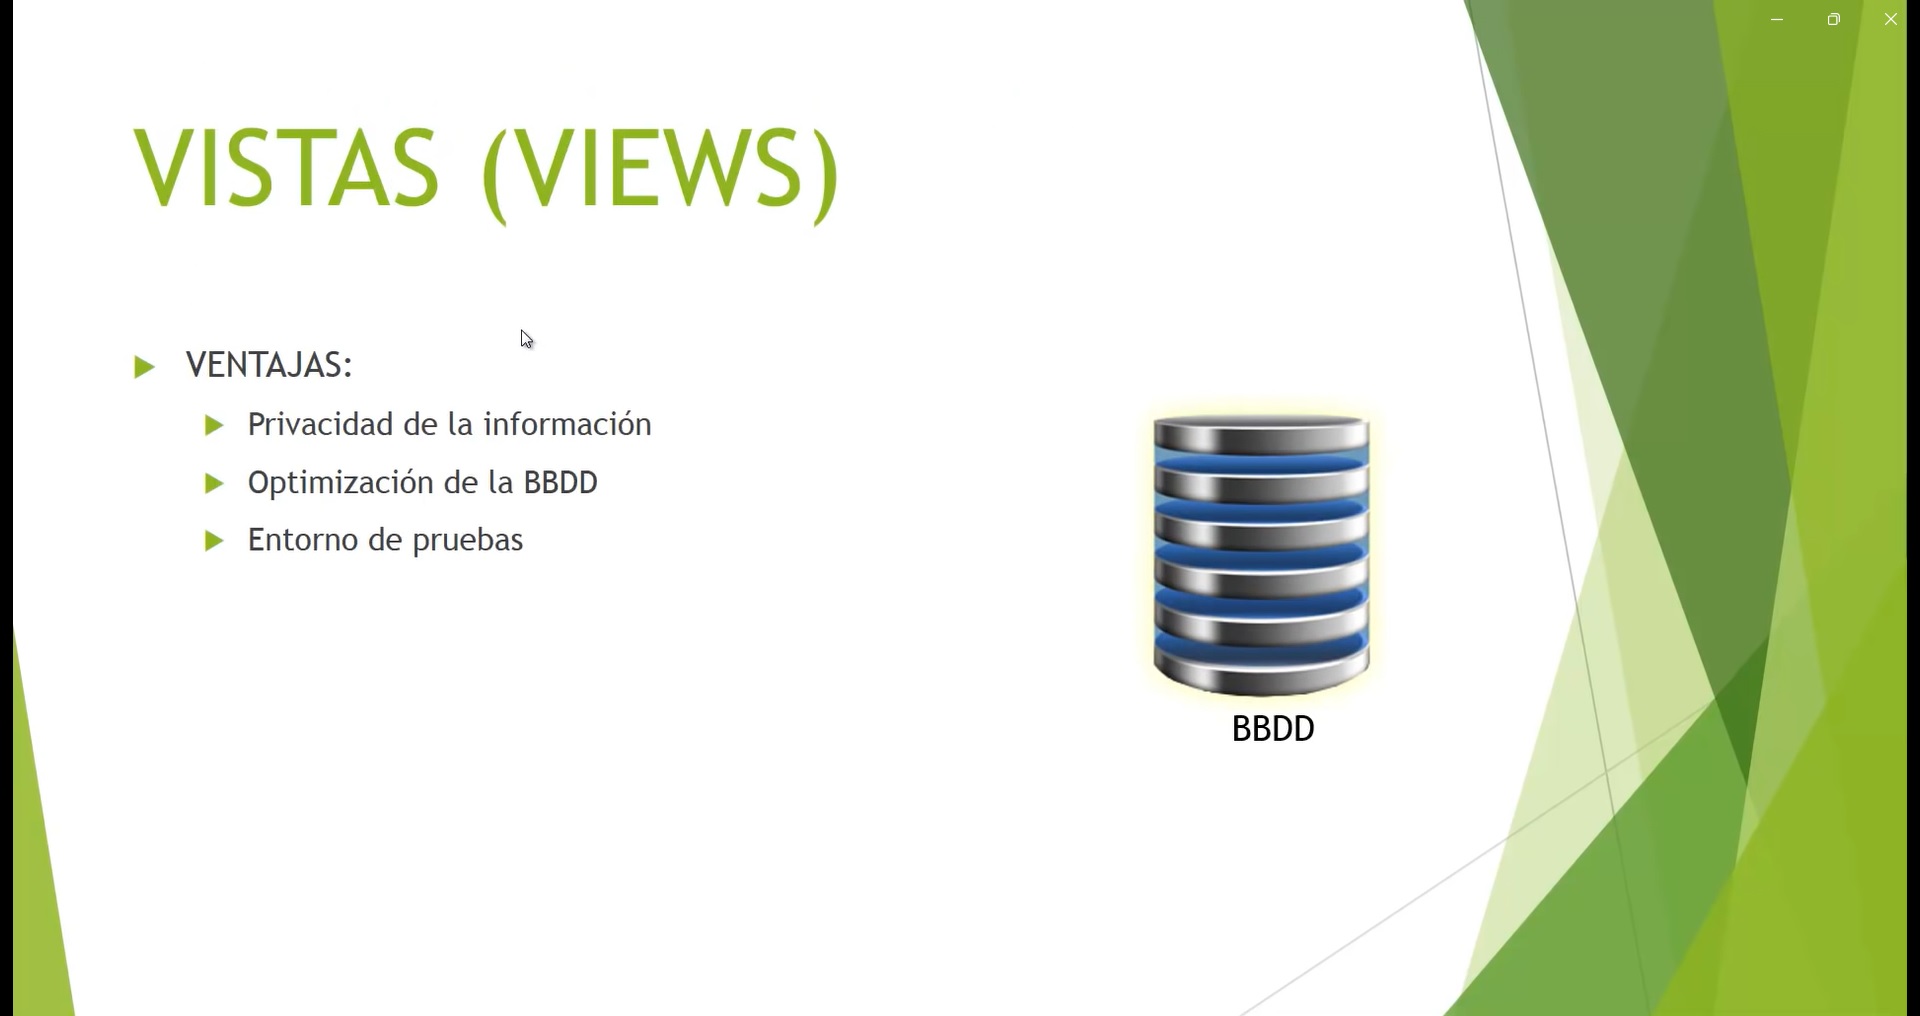 VISTAS (VIEWS)
VENTAJAS:
Privacidad de la información
Optimización de la BBDD
Entorno de pruebas
BBDD